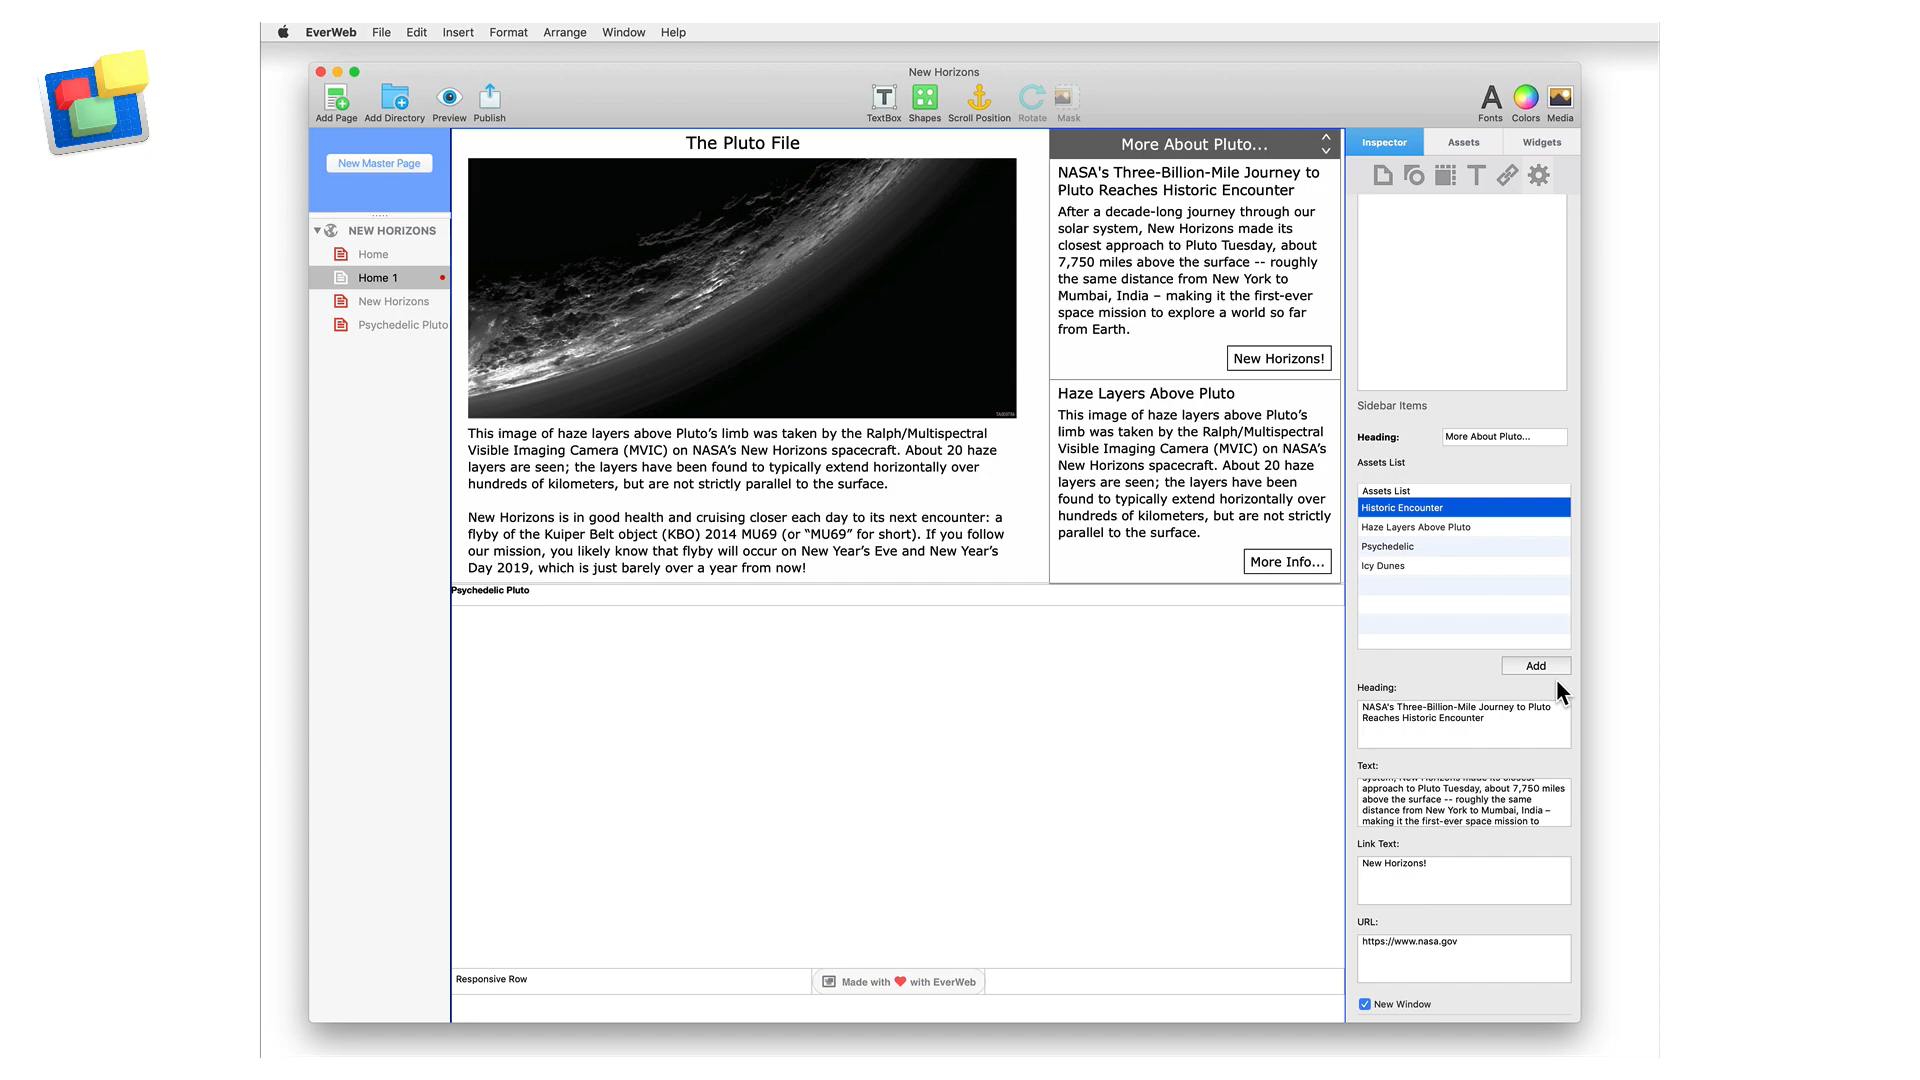 EverWeb File Edit Insert Format Arrange Window Help
New Horizons
Add Page Add Directory Preview Publish TextBox Shapes Scroll Position Rotate Mask Fonts Colors Media
New Master Page
NEW HORIZONS
Home
Home 1
New Horizons
Psychedelic Pluto
The Pluto File
This image of haze layers above Pluto’s limb was taken by the Ralph/Multispectral
Visible Imaging Camera (MVIC) on NASA’s New Horizons spacecraft. About 20 haze
layers are seen; the layers have been found to typically extend horizontally over
hundreds of kilometers, but are not strictly parallel to the surface.
New Horizons is in good health and cruising closer each day to its next encounter: a
flyby of the Kuiper Belt object (KBO) 2014 MU69 (or “MU69” for short). If you follow
our mission, you likely know that flyby will occur on New Year’s Eve and New Year’s
Day 2019, which is just barely over a year from now!
More About Pluto...
NASA's Three-Billion-Mile Journey to
Pluto Reaches Historic Encounter
After a decade-long journey through our
solar system, New Horizons made its
closest approach to Pluto Tuesday, about
7,750 miles above the surface -- roughly
the same distance from New York to
Mumbai, India – making it the first-ever
space mission to explore a world so far
from Earth.
New Horizons!
Haze Layers Above Pluto
This image of haze layers above Pluto’s
limb was taken by the Ralph/Multispectral
Visible Imaging Camera (MVIC) on NASA’s
New Horizons spacecraft. About 20 haze
layers are seen; the layers have been
found to typically extend horizontally over
hundreds of kilometers, but are not strictly
parallel to the surface.
More Info...
Psychedelic Pluto
Responsive Row
Made with with EverWeb
Inspector Assets Widgets
Sidebar Items
Heading: More About Pluto...
Assets List
Assets List
Historic Encounter
Haze Layers Above Pluto
Psychedelic
Icy Dunes
Add
Heading:
NASA's Three-Billion-Mile Journey to Pluto
Reaches Historic Encounter
Text:
system, New Horizons made its closest
approach to Pluto Tuesday, about 7,750 miles
above the surface -- roughly the same
distance from New York to Mumbai, India –
making it the first-ever space mission to
Link Text:
New Horizons!
URL:
https://www.nasa.gov
New Window